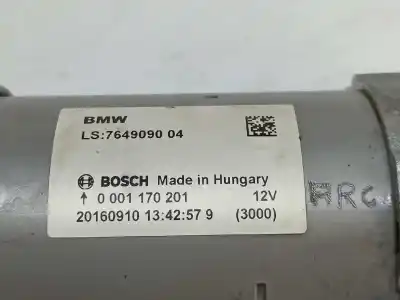 BMW
LS:7649090 04
BOSCH Made in Hungary
↑ 0 001 170 201 12V
20160910 13:42:57 9 (3000)
ARC